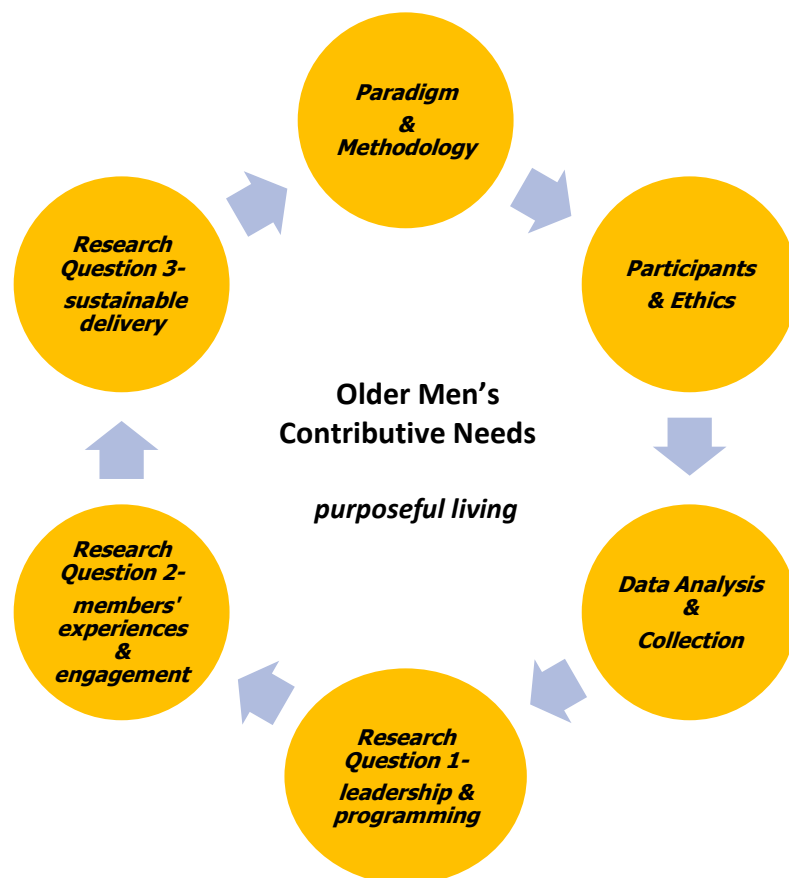 Paradigm
&
Methodology
Participants
& Ethics
Data Analysis
&
Collection
Research
Question 1-
leadership &
programming
Research
Question 2-
members'
experiences
&
engagement
Research
Question 3-
sustainable
delivery
Older Men’s
Contributive Needs
purposeful living